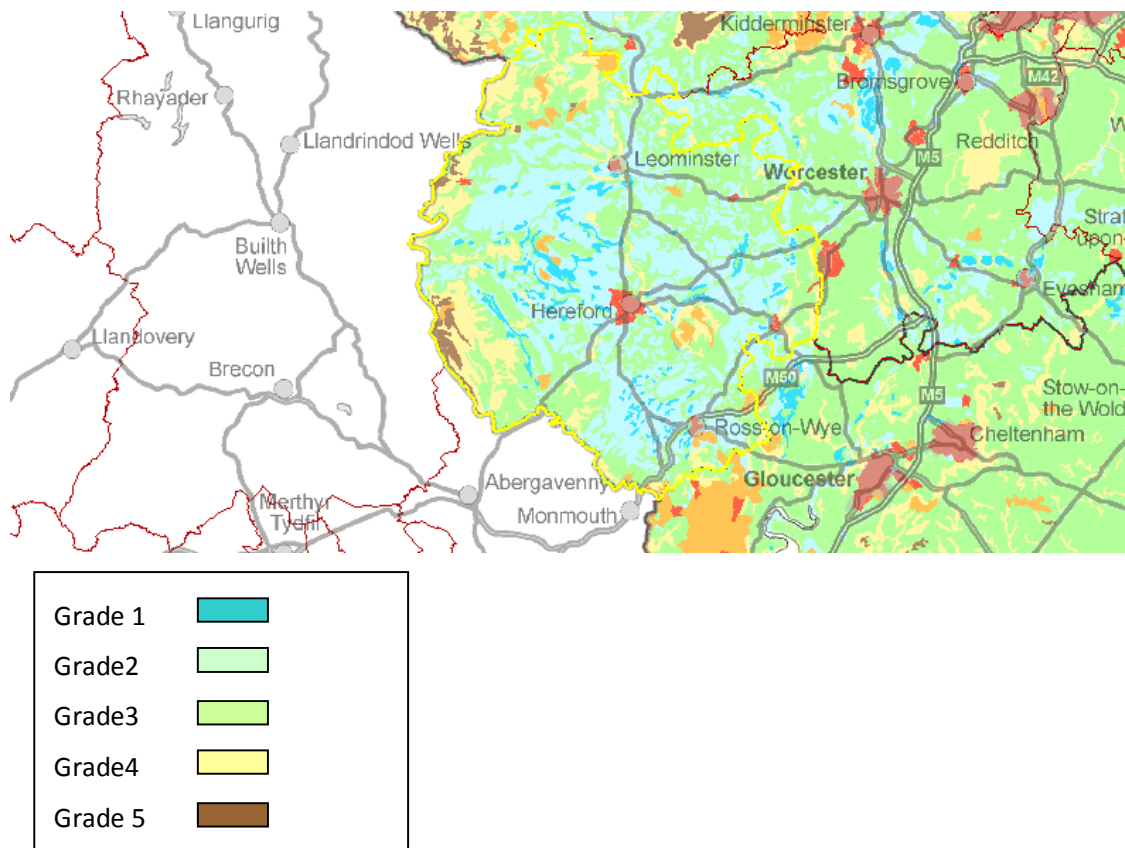 Llangurig
Kidderminster
Rhayader
Bromsgrove
M42
Llandrindod Wells
Redditch
W
Leominster
M5
Worcester
Builth
Wells
Straf
upon-
Evesham
Hereford
Llandovery
Brecon
M50
M5
Stow-on-
the Wold
Ross-on-Wye
Cheltenham
Gloucester
Abergavenny
Merthyr
Tydfil
Monmouth
Grade 1
Grade2
Grade3
Grade4
Grade 5